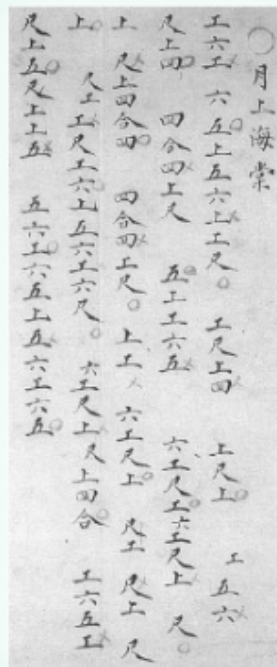 〇月上海棠
工六工 六五上五六上工尺 工尺上四 上尺上 工五六
尺上四 四合四上尺 五工工六五 六工尺工六工尺上 尺
上 尺上四合四 四合四工尺 上工 六工尺上 尺工 尺上 尺
上 尺工工尺工六上五六工六尺 六工尺上尺上四合 工六五工
尺上五尺上上五 五六工六五上五六工六五